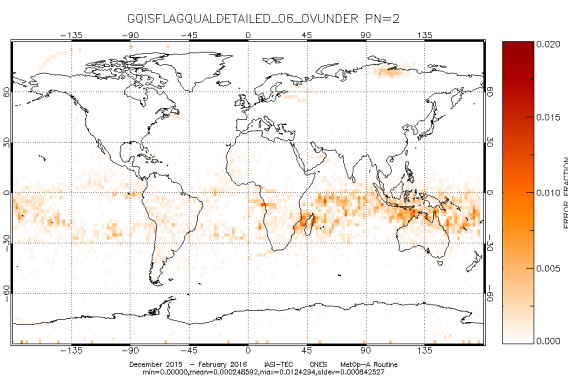 GQISFLAGQUALDETAILED_06_OVUNDER PN=2
−135 −90 −45 0 45 90 135
60 60
30 30
0 0
−30 −30
−60 −60
−135 −90 −45 0 45 90 135
0.020
0.015
0.010
0.005
0.000
ERROR FRACTION
December 2015 − February 2016 IASI−TEC CNES MetOp−A Routine
min=0.00000,mean=0.000248592,max=0.0124294,stdev=0.000842527